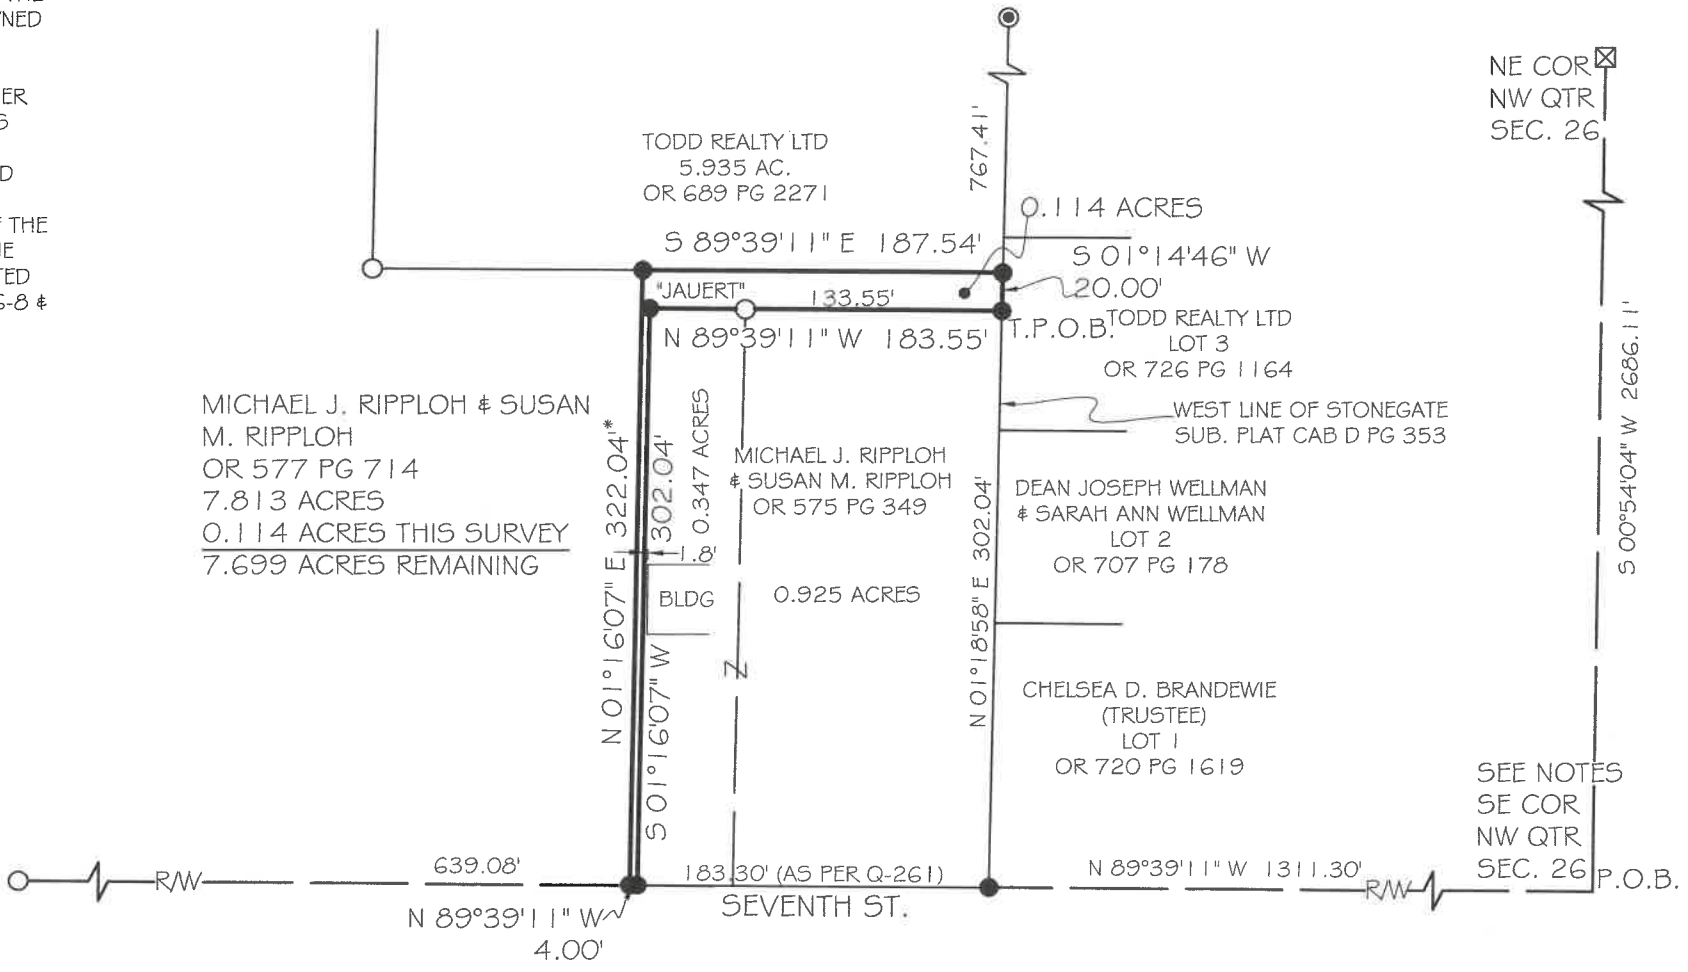 THE
NED
ER
S
D
F THE
HE
TED
S-8 &
NE COR
NW QTR
SEC. 26
TODD REALTY LTD
5.935 AC.
OR 689 PG 2271
767.41'
0.114 ACRES
S 89°39'11" E 187.54'
S 01°14'46" W
20.00'
"JAUERT"
133.55'
N 89°39'11" W 183.55'
T.P.O.B.
TODD REALTY LTD
LOT 3
OR 726 PG 1164
WEST LINE OF STONEGATE
SUB. PLAT CAB D PG 353
S 00°54'04" W 2686.11'
MICHAEL J. RIPPLOH & SUSAN
M. RIPPLOH
OR 577 PG 714
7.813 ACRES
0.114 ACRES THIS SURVEY
7.699 ACRES REMAINING
N 01°16'07" E 322.04'*
S 01°16'07" W 302.04'
0.347 ACRES
1.8'
BLDG
MICHAEL J. RIPPLOH
& SUSAN M. RIPPLOH
OR 575 PG 349
0.925 ACRES
Z
N 01°18'58" E 302.04'
DEAN JOSEPH WELLMAN
& SARAH ANN WELLMAN
LOT 2
OR 707 PG 178
CHELSEA D. BRANDEWIE
(TRUSTEE)
LOT 1
OR 720 PG 1619
SEE NOTES
SE COR
NW QTR
SEC. 26
P.O.B.
R/W
639.08'
183.30' (AS PER Q-261)
N 89°39'11" W 1311.30'
R/W
SEVENTH ST.
N 89°39'11" W
4.00'